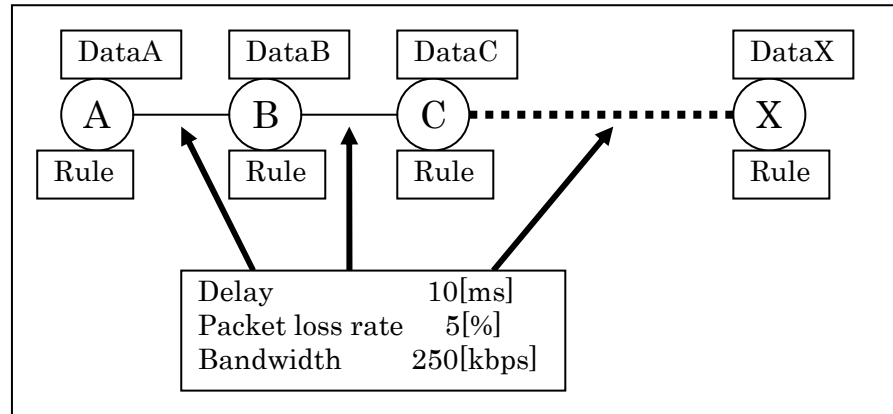 DataA DataB DataC DataX
A B C X
Rule Rule Rule Rule
Delay 10[ms]
Packet loss rate 5[%]
Bandwidth 250[kbps]